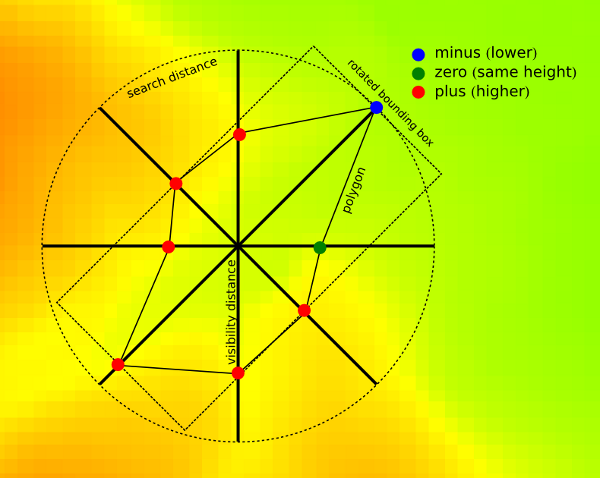 minus (lower)
zero (same height)
plus (higher)
search distance
rotated bounding box
polygon
visibility distance